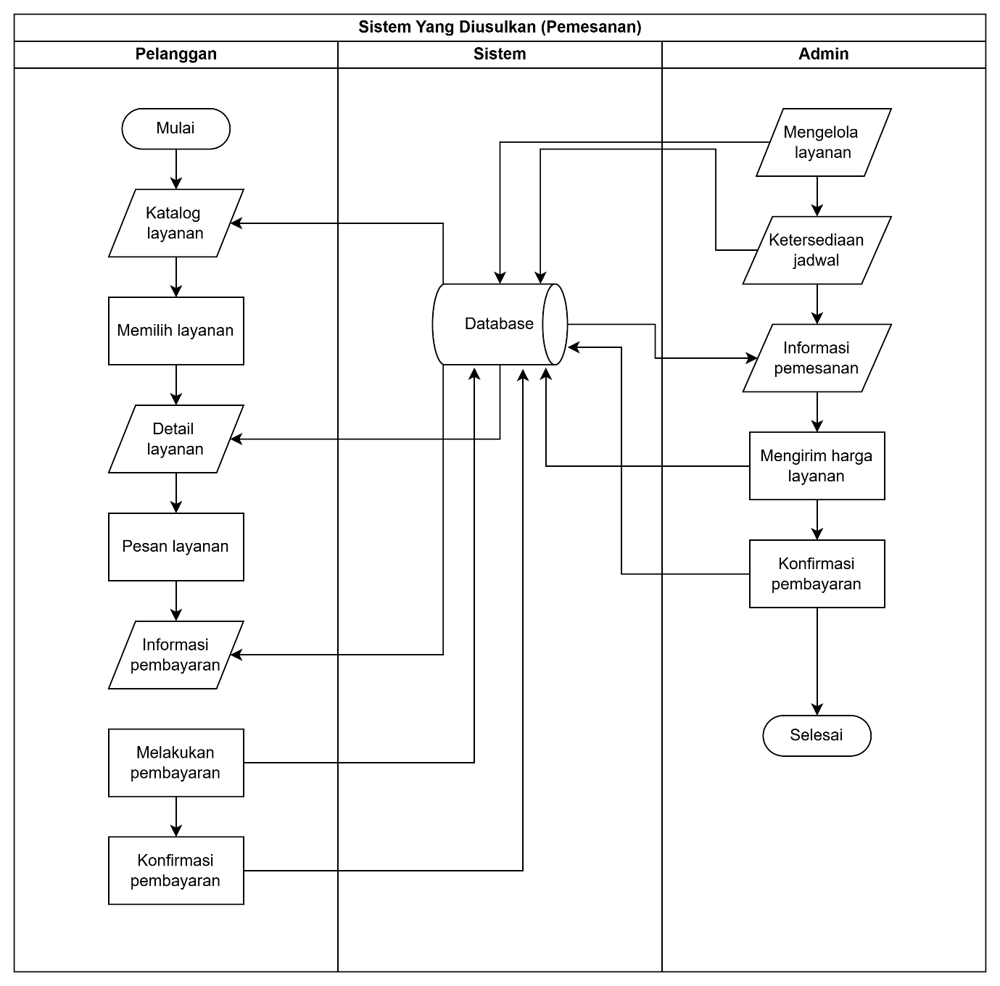 Sistem Yang Diusulkan (Pemesanan)
Pelanggan
Sistem
Admin
Mulai
Katalog
layanan
Memilih layanan
Detail
layanan
Pesan layanan
Informasi
pembayaran
Melakukan
pembayaran
Konfirmasi
pembayaran
Database
Mengelola
layanan
Ketersediaan
jadwal
Informasi
pemesanan
Mengirim harga
layanan
Konfirmasi
pembayaran
Selesai